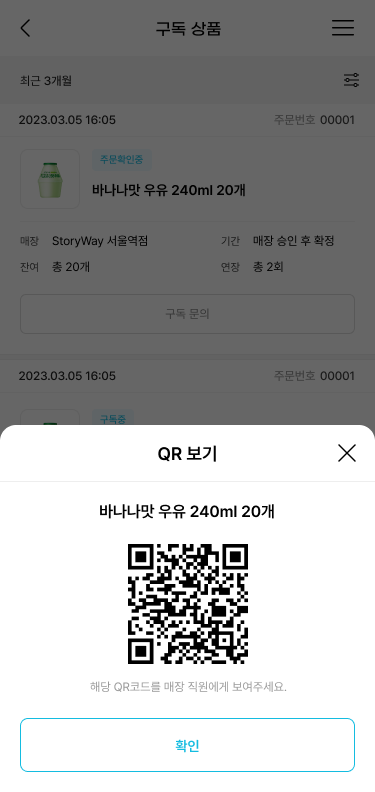 구독 상품
최근 3개월
2023.03.05 16:05 주문번호 00001
주문확인중
바나나맛 우유 240ml 20개
매장 StoryWay 서울역점 기간 매장 승인 후 확정
잔여 총 20개 연장 총 2회
구독 문의
2023.03.05 16:05 주문번호 00001
구독중
QR 보기
바나나맛 우유 240ml 20개
해당 QR코드를 매장 직원에게 보여주세요.
확인